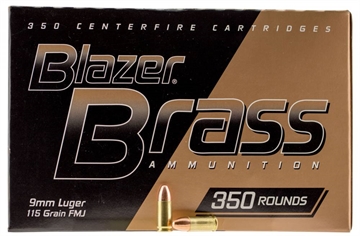 350 CENTERFIRE CARTRIDGES
Blazer®
Brass
AMMUNITION
9mm Luger
115 Grain FMJ
350 ROUNDS